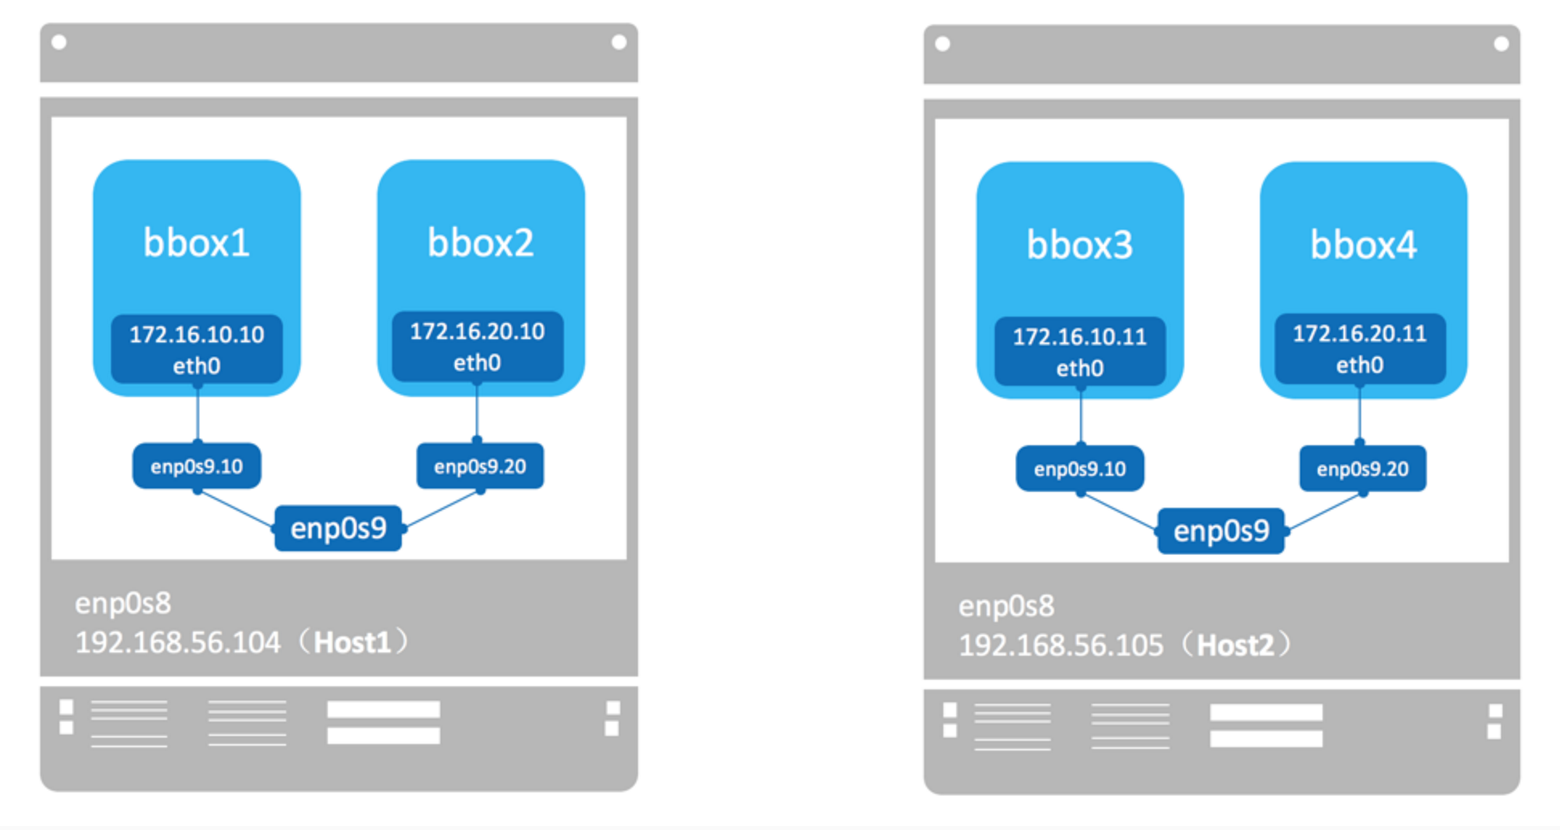 bbox1
172.16.10.10
eth0
enp0s9.10
bbox2
172.16.20.10
eth0
enp0s9.20
enp0s9
enp0s8
192.168.56.104（Host1）
bbox3
172.16.10.11
eth0
enp0s9.10
bbox4
172.16.20.11
eth0
enp0s9.20
enp0s9
enp0s8
192.168.56.105（Host2）